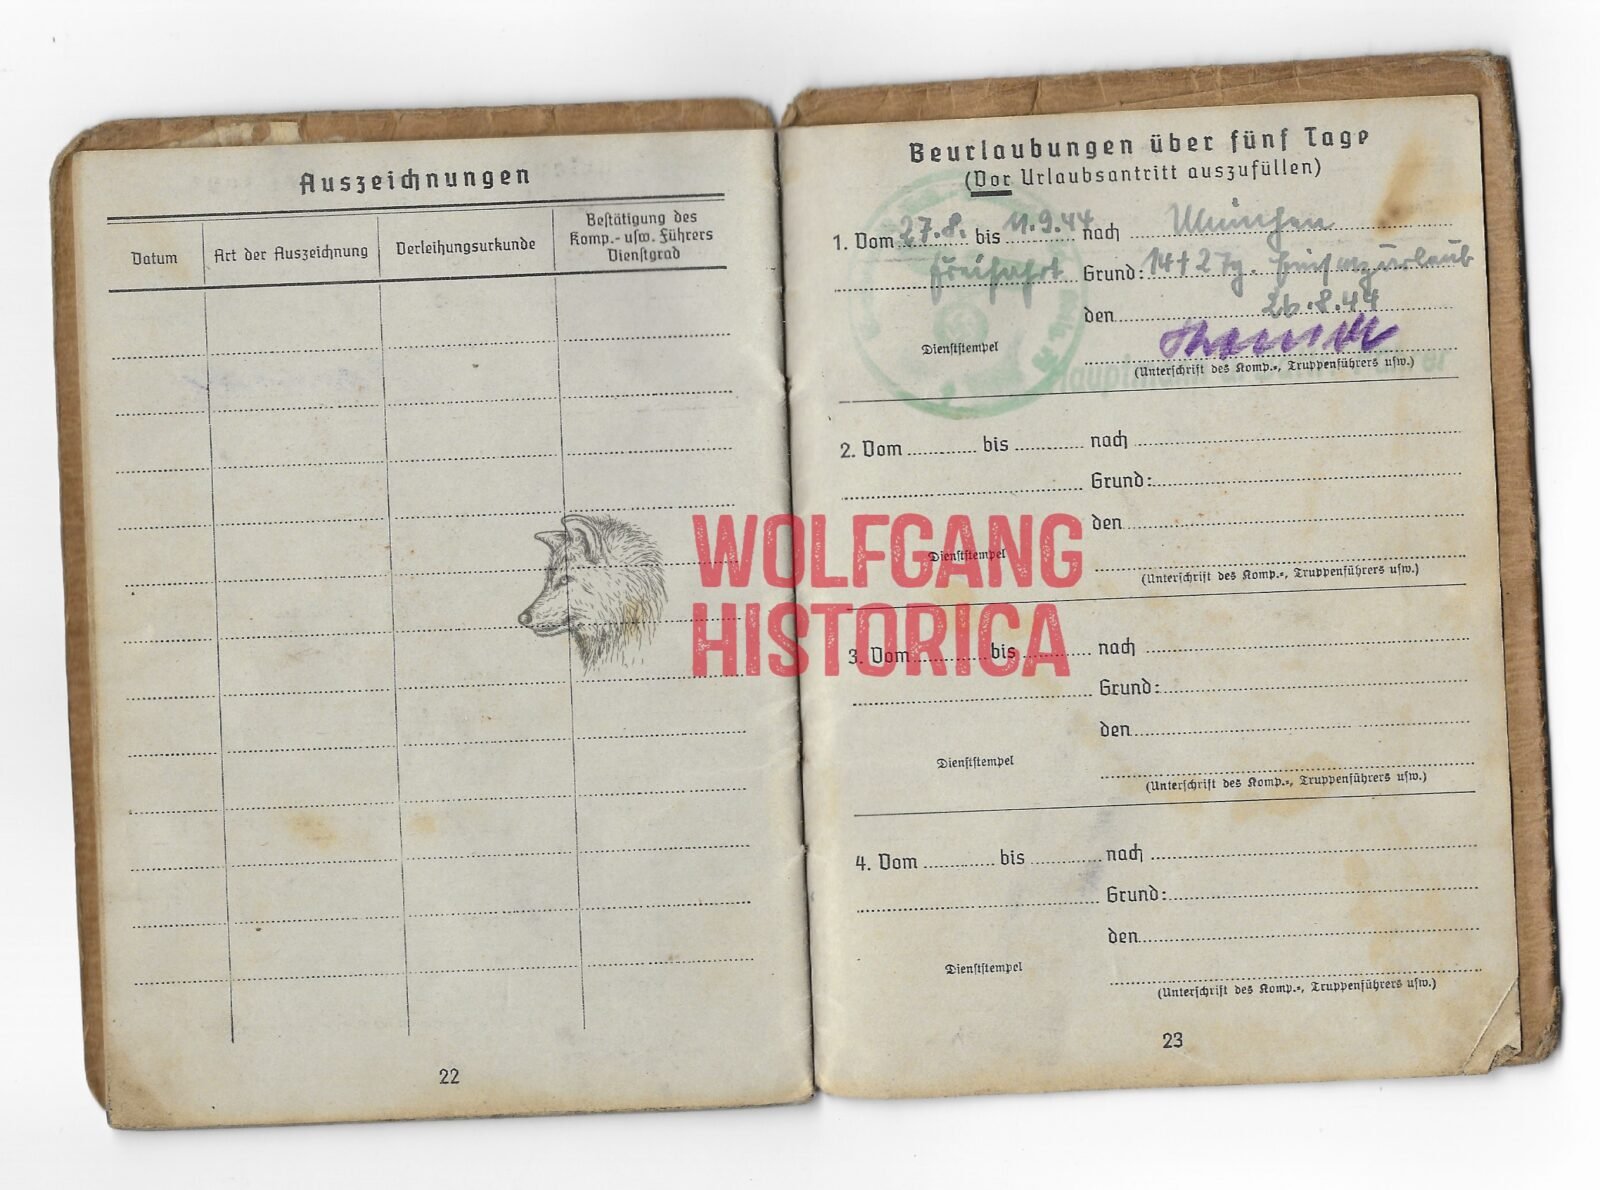 Auszeichnungen
Datum
Art der Auszeichnung
Verleihungsurkunde
Bestätigung des
Komp.- usw. Führers
Dienstgrad
22
Beurlaubungen über fünf Tage
(Vor Urlaubsantritt auszufüllen)
1. Vom 27.8. bis 11.9.44 nach München
Freifahrt Grund: 14+2Tg.
den 26.8.44
Dienststempel
(Unterschrift des Komp.-, Truppenführers usw.)
2. Vom bis nach
Grund:
den
Dienststempel
(Unterschrift des Komp.-, Truppenführers usw.)
3. Vom bis nach
Grund:
den
Dienststempel
(Unterschrift des Komp.-, Truppenführers usw.)
4. Vom bis nach
Grund:
den
Dienststempel
(Unterschrift des Komp.-, Truppenführers usw.)
23
WOLFGANG
HISTORICA